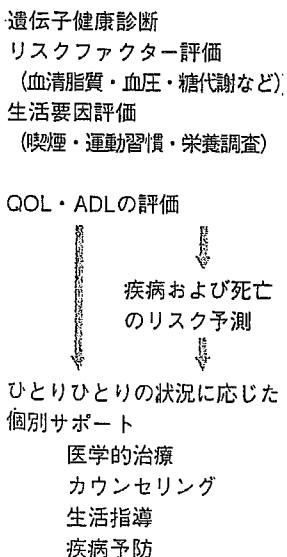 遺伝子健康診断
リスクファクター評価
（血清脂質・血圧・糖代謝など）
生活要因評価
（喫煙・運動習慣・栄養調査）
QOL・ADLの評価
疾病および死亡
のリスク予測
ひとりひとりの状況に応じた
個別サポート
医学的治療
カウンセリング
生活指導
疾病予防